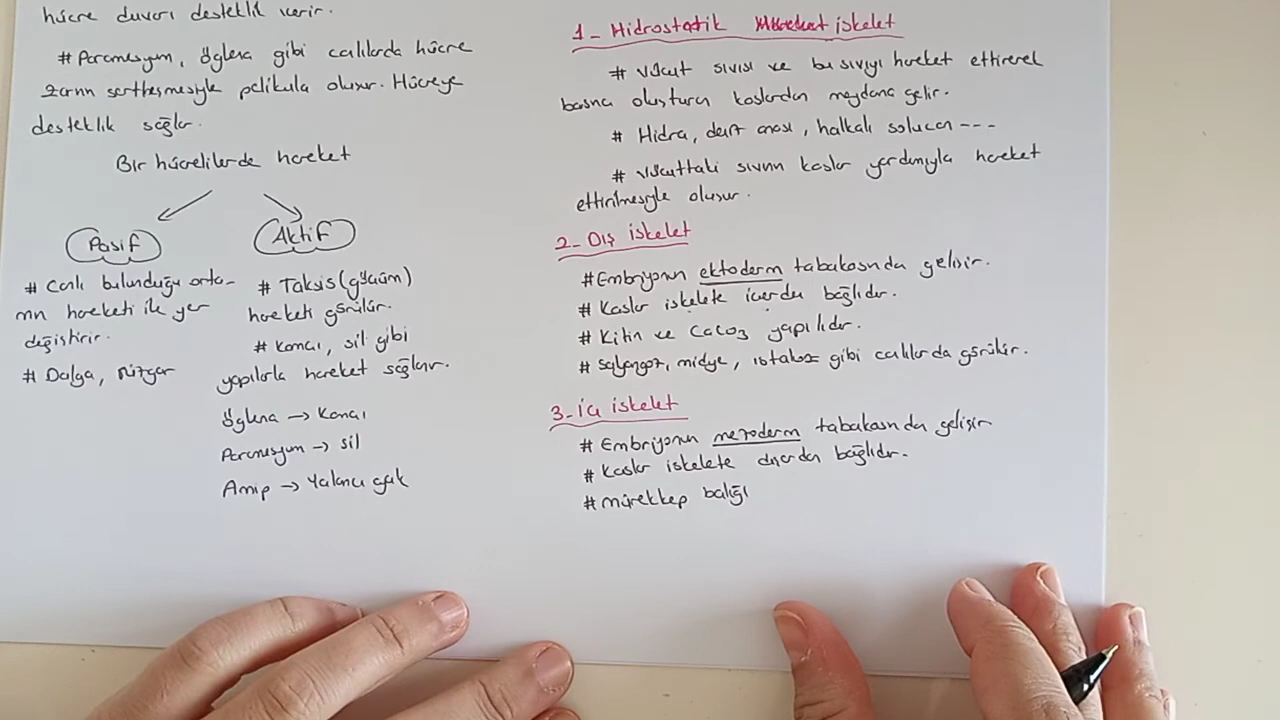 hücre duvarı desteklik verir.
# Paramesyum, öglena gibi canlılarda hücre
zarının sertleşmesiyle pelikula oluşur. Hücreye
desteklik sağlar.
Bir hücrelilerde hareket
Pasif
# Canlı bulunduğu orta-
mın hareketi ile yer
değiştirir.
# Dalga, rüzgar
Aktif
# Taksis (göçüm)
hareketi görülür.
# Kamçı, sil gibi
yapılarla hareket sağlanır.
Öglena → Kamçı
Paramesyum → sil
Amip → Yalancı ayak
1- Hidrostatik iskelet
# Vücut sıvısı ve bu sıvıyı hareket ettirerek
basınç oluşturan kaslardan meydana gelir.
# Hidra, deniz anası, halkalı solucan ---
# Vücuttaki sıvının kaslar yardımıyla hareket
ettirilmesiyle oluşur.
2- Dış iskelet
# Embriyonun ektoderm tabakasından gelişir.
# Kaslar iskelete içerden bağlıdır.
# Kitin ve CaCO3 yapılıdır.
# Salyangoz, midye, ıstakoz gibi canlılarda görülür.
3- İç iskelet
# Embriyonun mezoderm tabakasından gelişir.
# Kaslar iskelete dışardan bağlıdır.
# mürekkep balığı